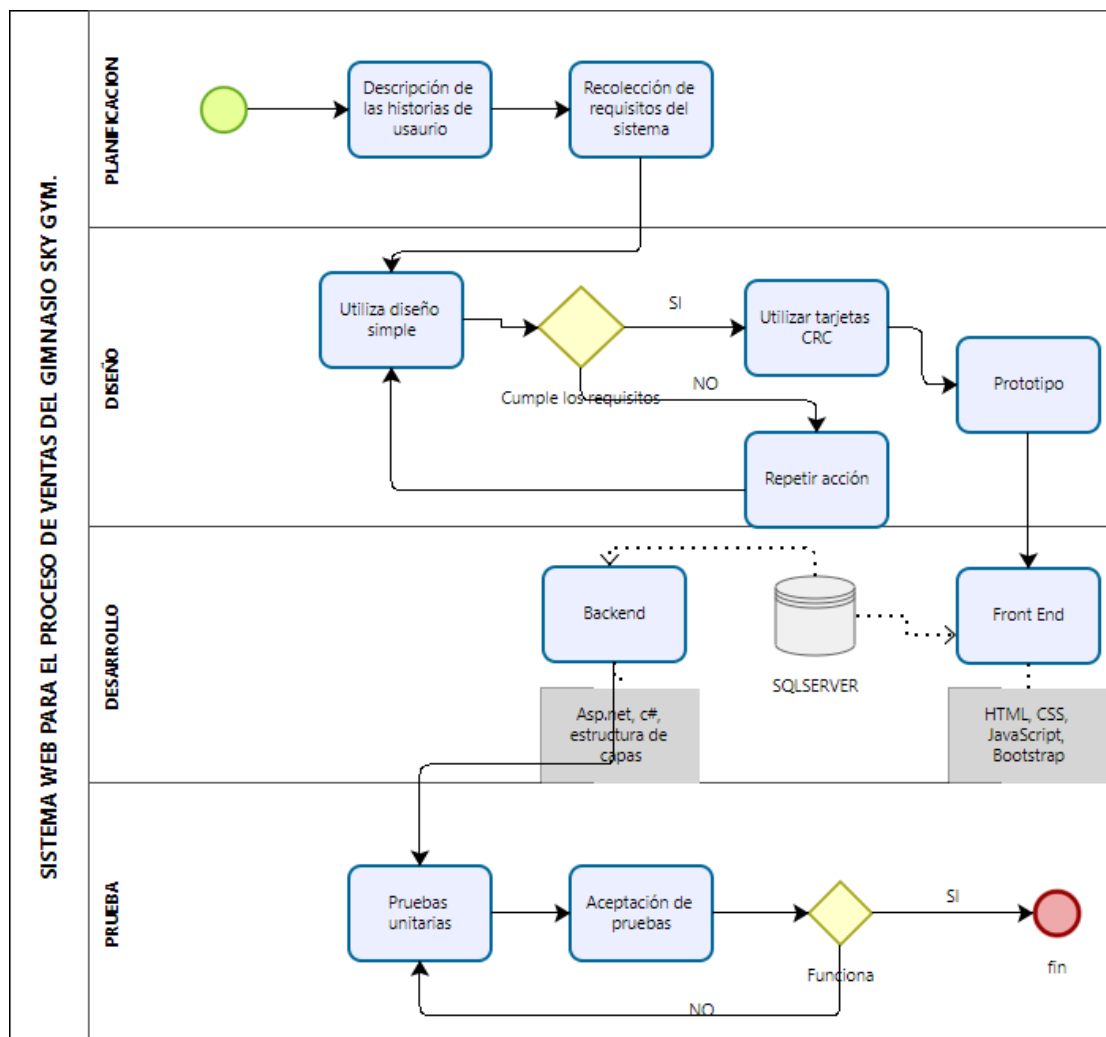 SISTEMA WEB PARA EL PROCESO DE VENTAS DEL GIMNASIO SKY GYM.
PLANIFICACION
Descripción de
las historias de
usaurio
Recolección de
requisitos del
sistema
DISEÑO
Utiliza diseño
simple
Cumple los requisitos
SI
NO
Utilizar tarjetas
CRC
Prototipo
Repetir acción
DESARROLLO
Backend
SQLSERVER
Front End
Asp.net, c#,
estructura de
capas
HTML, CSS,
JavaScript,
Bootstrap
PRUEBA
Pruebas
unitarias
Aceptación de
pruebas
Funciona
SI
NO
fin